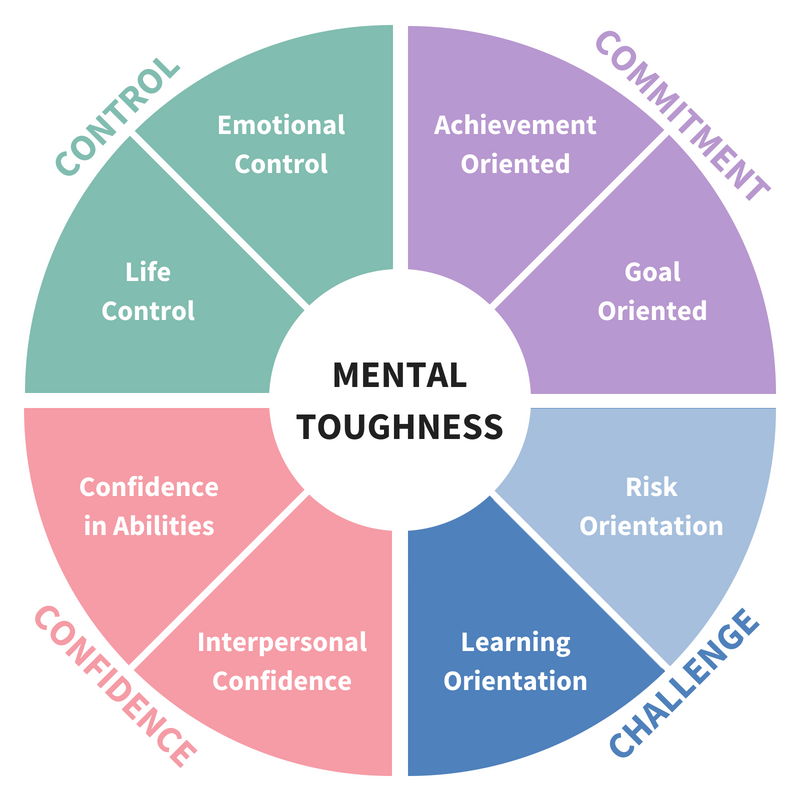 CONTROL
COMMITMENT
Emotional
Control
Achievement
Oriented
Life
Control
Goal
Oriented
MENTAL
TOUGHNESS
Confidence
in Abilities
Risk
Orientation
Interpersonal
Confidence
Learning
Orientation
CONFIDENCE
CHALLENGE